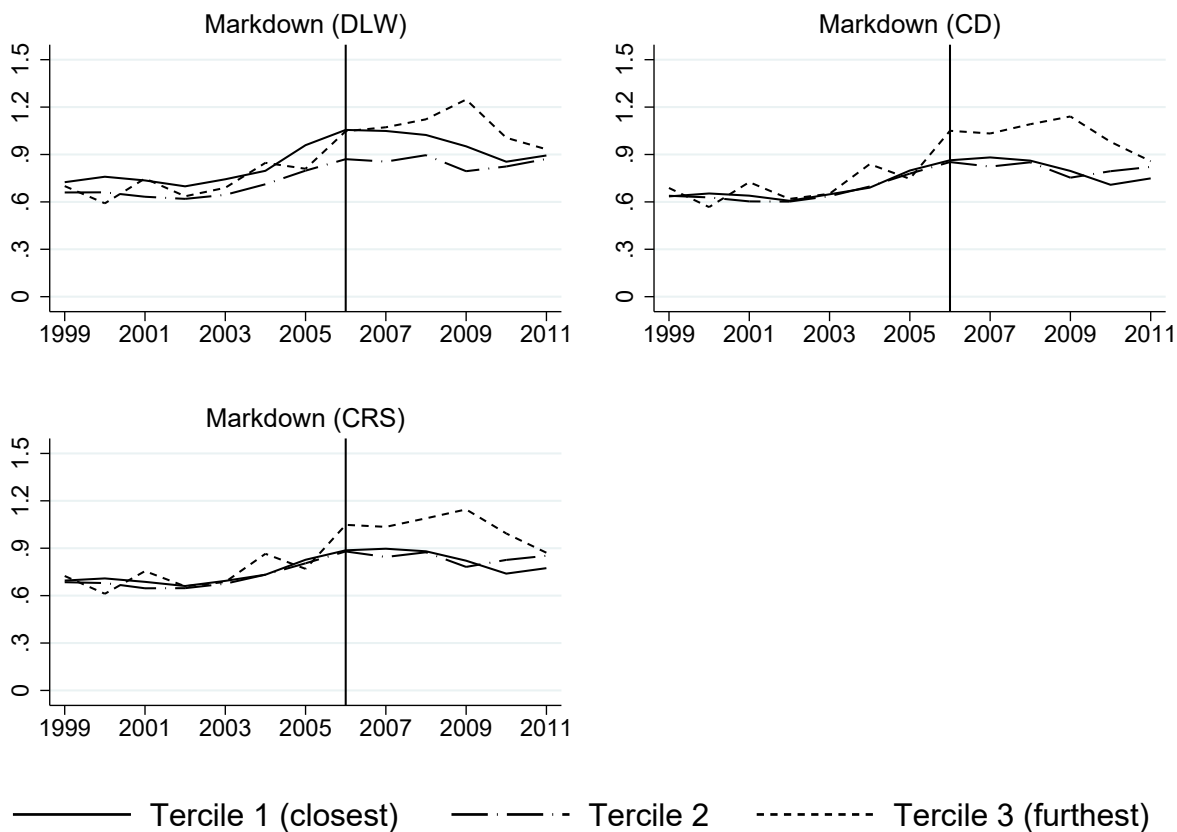 Markdown (DLW)
1.5
1.2
.9
.6
.3
0
1999 2001 2003 2005 2007 2009 2011
Markdown (CD)
1.5
1.2
.9
.6
.3
0
1999 2001 2003 2005 2007 2009 2011
Markdown (CRS)
1.5
1.2
.9
.6
.3
0
1999 2001 2003 2005 2007 2009 2011
Tercile 1 (closest) Tercile 2 Tercile 3 (furthest)